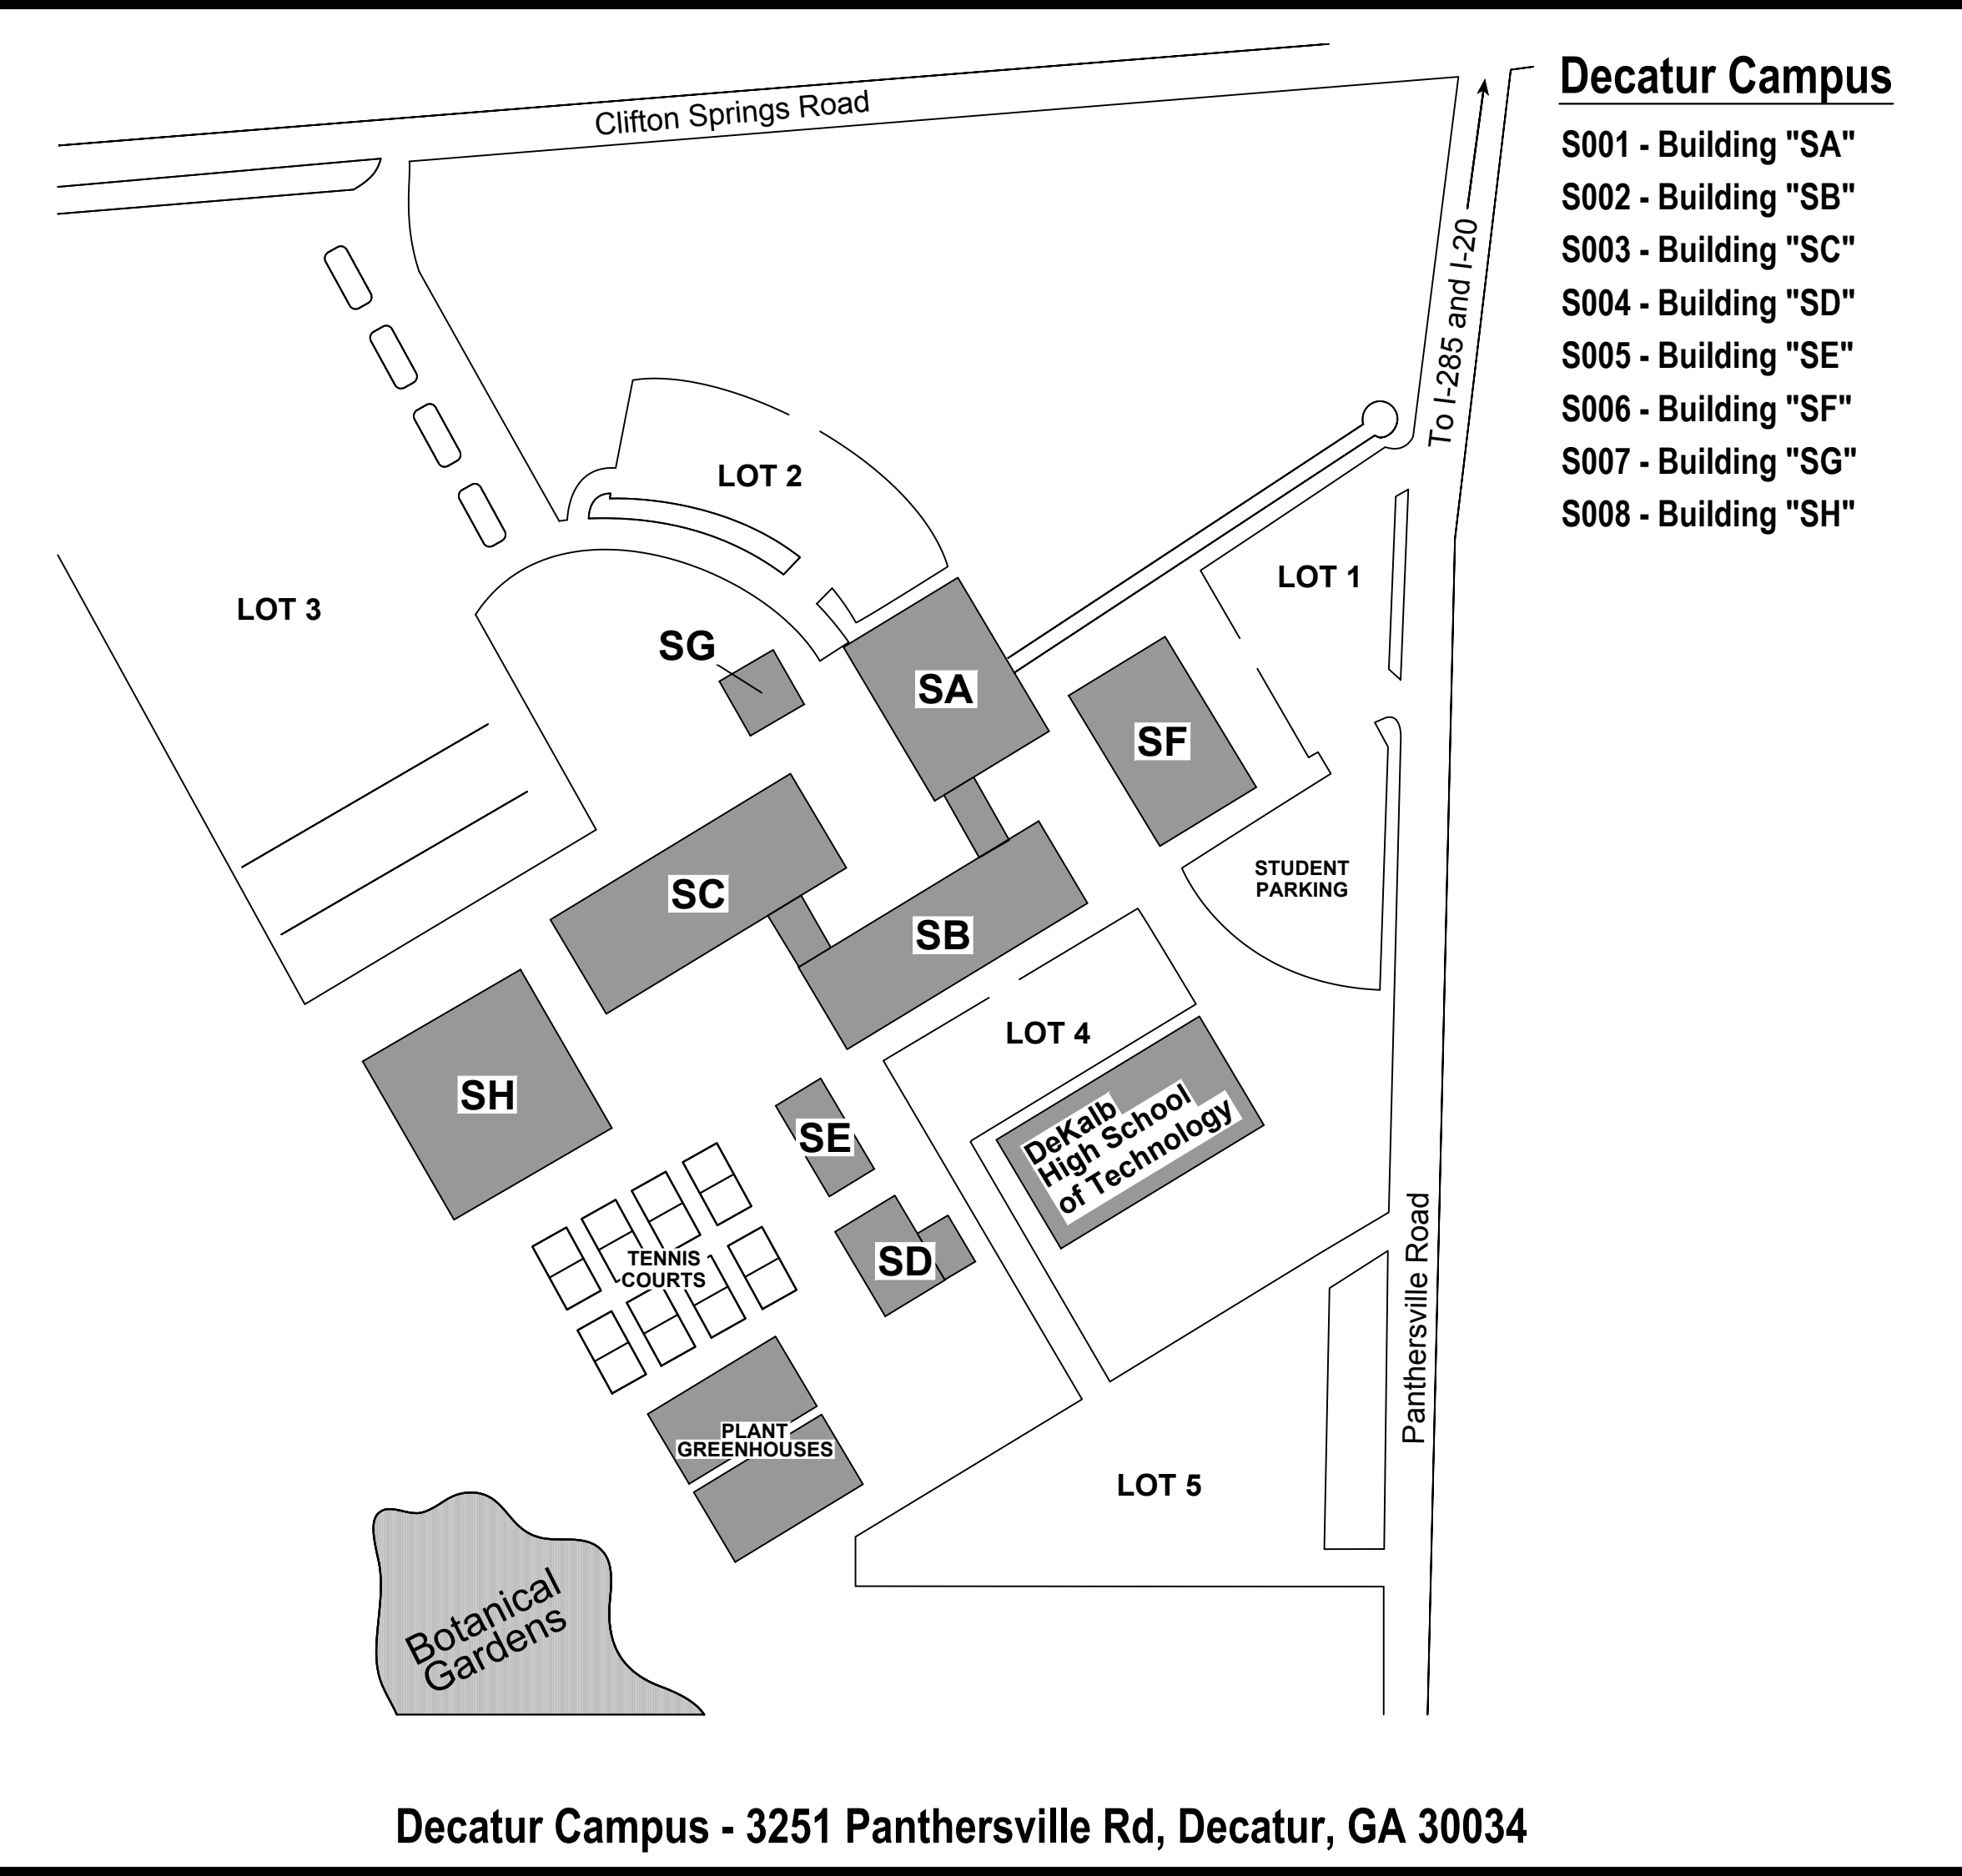 Decatur Campus
S001 - Building "SA"
S002 - Building "SB"
S003 - Building "SC"
S004 - Building "SD"
S005 - Building "SE"
S006 - Building "SF"
S007 - Building "SG"
S008 - Building "SH"
Clifton Springs Road
To I-285 and I-20
LOT 2
LOT 1
LOT 3
SG
SA
SF
STUDENT
PARKING
SC
SB
LOT 4
SH
SE
DeKalb
High School
of Technology
SD
TENNIS
COURTS
Panthersville Road
PLANT
GREENHOUSES
LOT 5
Botanical
Gardens
Decatur Campus - 3251 Panthersville Rd, Decatur, GA 30034